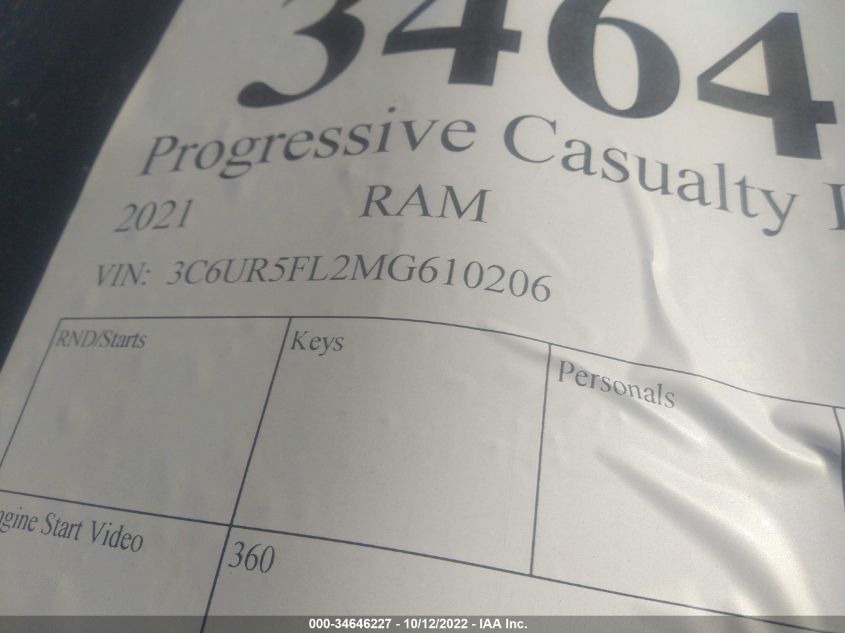 3464
Progressive Casualty I
2021 RAM
VIN: 3C6UR5FL2MG610206
RND/Starts Keys Personals
ngine Start Video 360
000-34646227 - 10/12/2022 - IAA Inc.